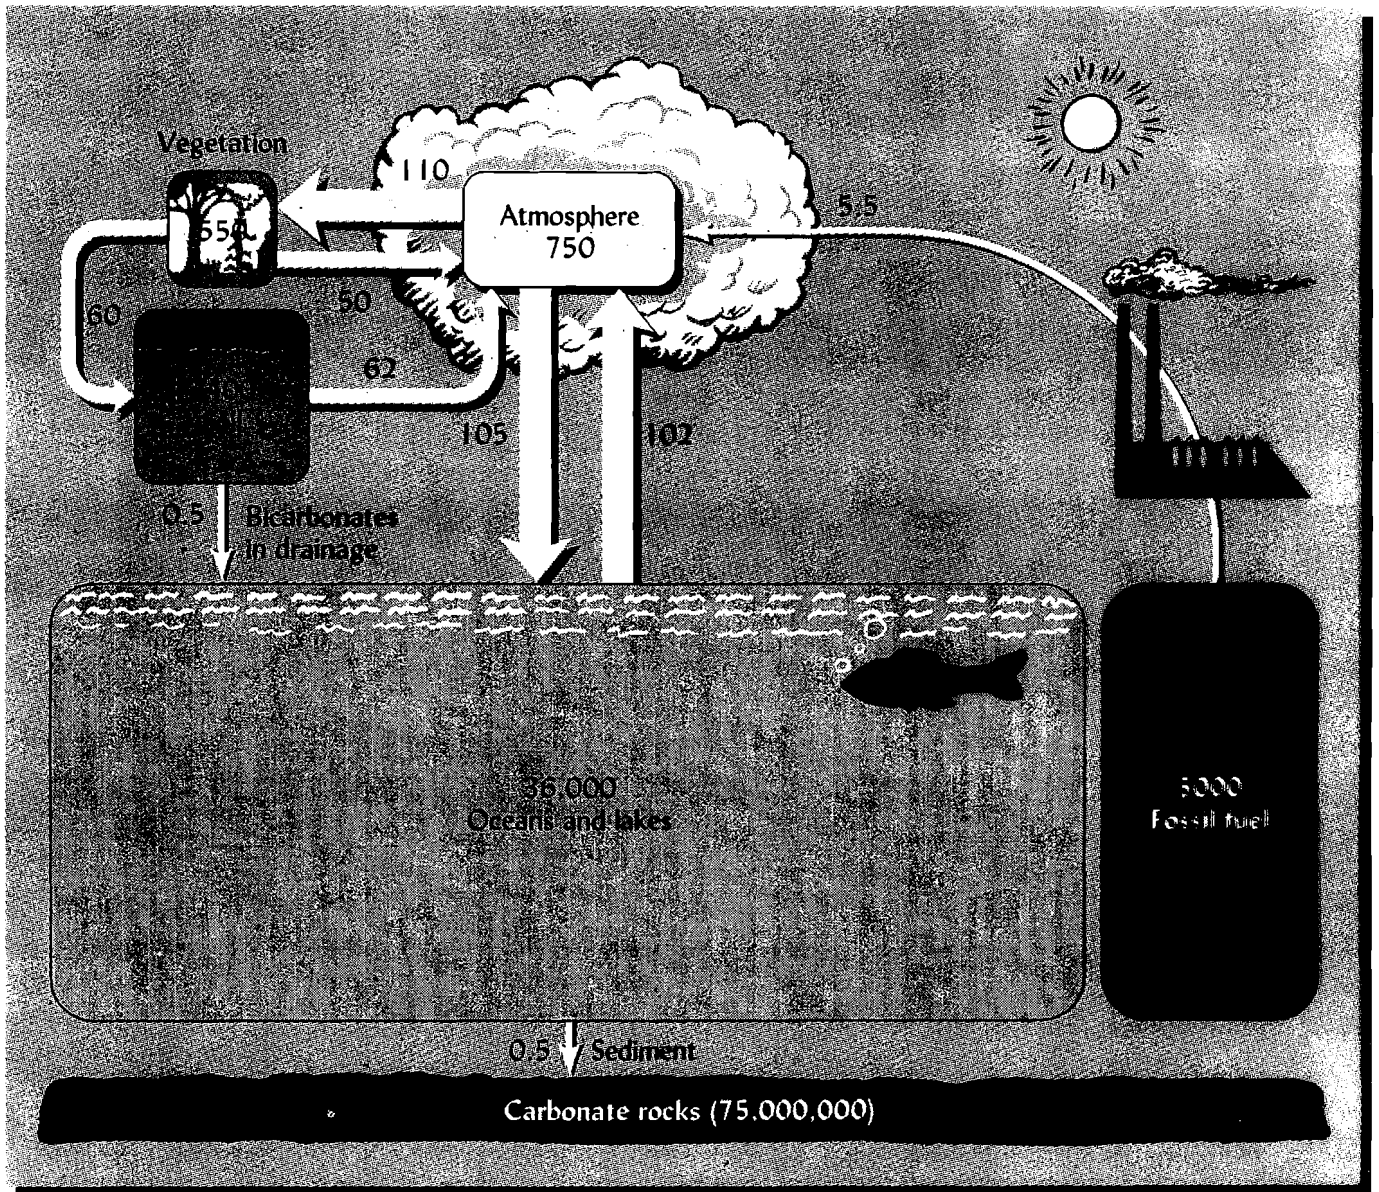 Vegetation
110
Atmosphere
750
5.5
550
50
60
62
105
102
0.5
Bicarbonates
in drainage
36,000
Oceans and lakes
5000
Fossil fuel
0.5
Sediment
Carbonate rocks (75,000,000)